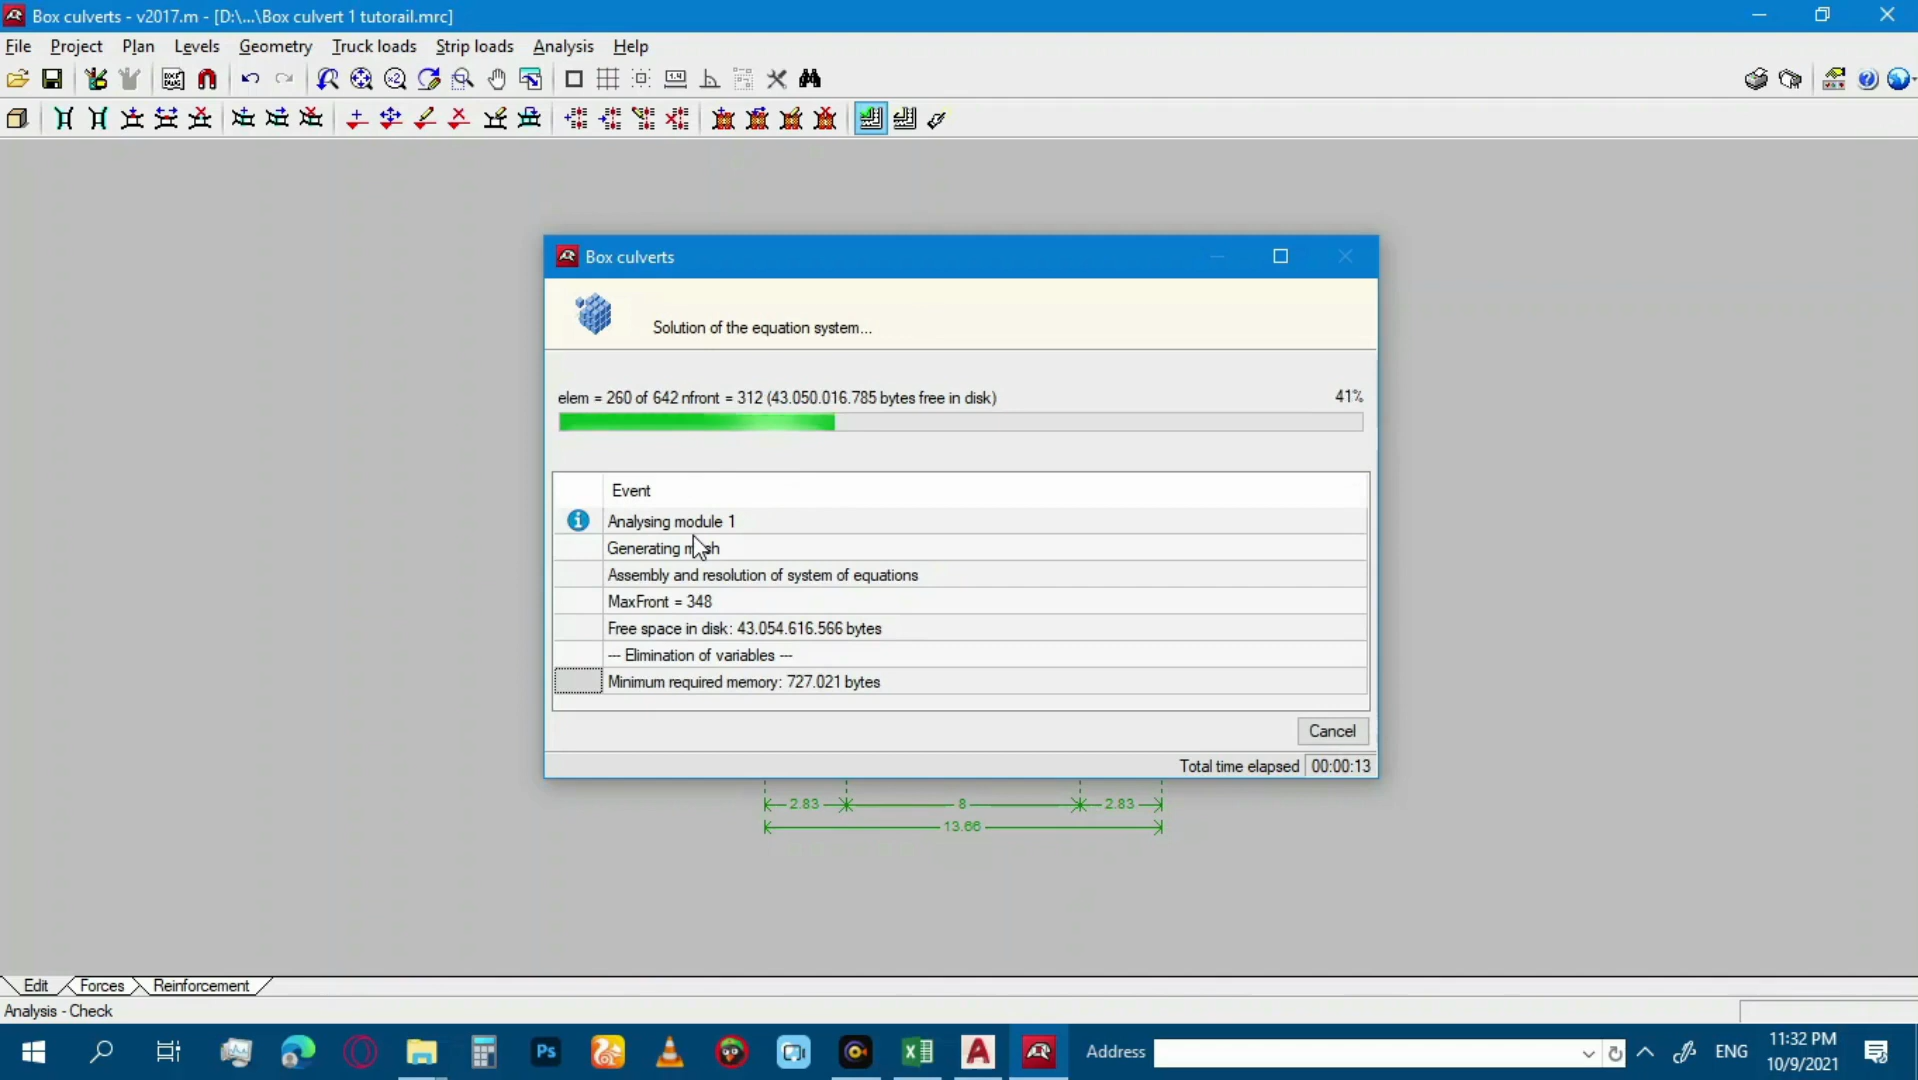 Box culverts - v2017.m - [D:\...\Box culvert 1 tutorail.mrc]
File Project Plan Levels Geometry Truck loads Strip loads Analysis Help
Box culverts
Solution of the equation system...
elem = 260 of 642 nfront = 312 (43.050.016.785 bytes free in disk) 41%
Event
Analysing module 1
Generating mesh
Assembly and resolution of system of equations
MaxFront = 348
Free space in disk: 43.054.616.566 bytes
--- Elimination of variables ---
Minimum required memory: 727.021 bytes
Cancel
Total time elapsed 00:00:13
2.83 8 2.83
13.66
Edit Forces Reinforcement
Analysis - Check
Address
ENG
11:32 PM
10/9/2021